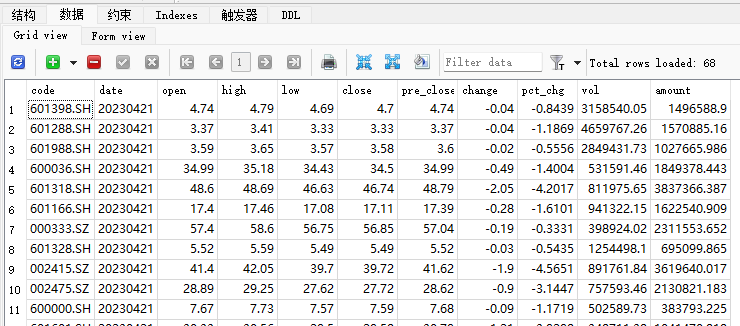 结构 数据 约束 Indexes 触发器 DDL
Grid view Form view
1 Filter data Total rows loaded: 68
code date open high low close pre_close change pct_chg vol amount
1 601398.SH 20230421 4.74 4.79 4.69 4.7 4.74 -0.04 -0.8439 3158540.05 1496588.9
2 601288.SH 20230421 3.37 3.41 3.33 3.33 3.37 -0.04 -1.1869 4659767.26 1570885.16
3 601988.SH 20230421 3.59 3.65 3.57 3.58 3.6 -0.02 -0.5556 2849431.73 1027665.986
4 600036.SH 20230421 34.99 35.18 34.43 34.5 34.99 -0.49 -1.4004 531591.46 1849378.443
5 601318.SH 20230421 48.6 48.69 46.63 46.74 48.79 -2.05 -4.2017 811975.65 3837366.387
6 601166.SH 20230421 17.4 17.46 17.08 17.11 17.39 -0.28 -1.6101 941322.15 1622540.909
7 000333.SZ 20230421 57.4 58.6 56.75 56.85 57.04 -0.19 -0.3331 398924.02 2311553.652
8 601328.SH 20230421 5.52 5.59 5.49 5.49 5.52 -0.03 -0.5435 1254498.1 695099.865
9 002415.SZ 20230421 41.4 42.05 39.7 39.72 41.62 -1.9 -4.5651 891761.84 3619640.017
10 002475.SZ 20230421 28.89 29.25 27.62 27.72 28.62 -0.9 -3.1447 757593.46 2130821.183
11 600000.SH 20230421 7.67 7.73 7.57 7.59 7.68 -0.09 -1.1719 502589.73 383793.225